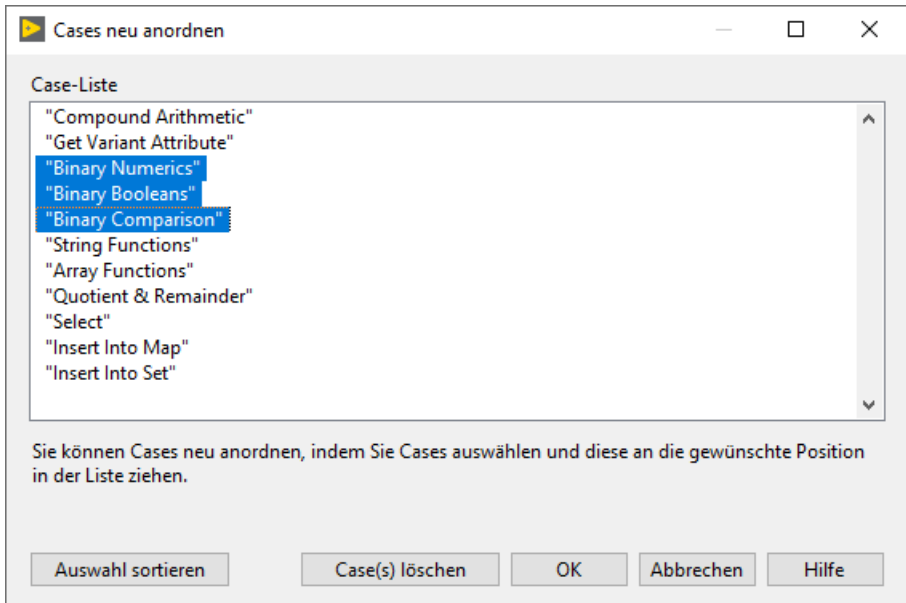 Cases neu anordnen
Case-Liste
"Compound Arithmetic"
"Get Variant Attribute"
"Binary Numerics"
"Binary Booleans"
"Binary Comparison"
"String Functions"
"Array Functions"
"Quotient & Remainder"
"Select"
"Insert Into Map"
"Insert Into Set"
Sie können Cases neu anordnen, indem Sie Cases auswählen und diese an die gewünschte Position
in der Liste ziehen.
Auswahl sortieren Case(s) löschen OK Abbrechen Hilfe